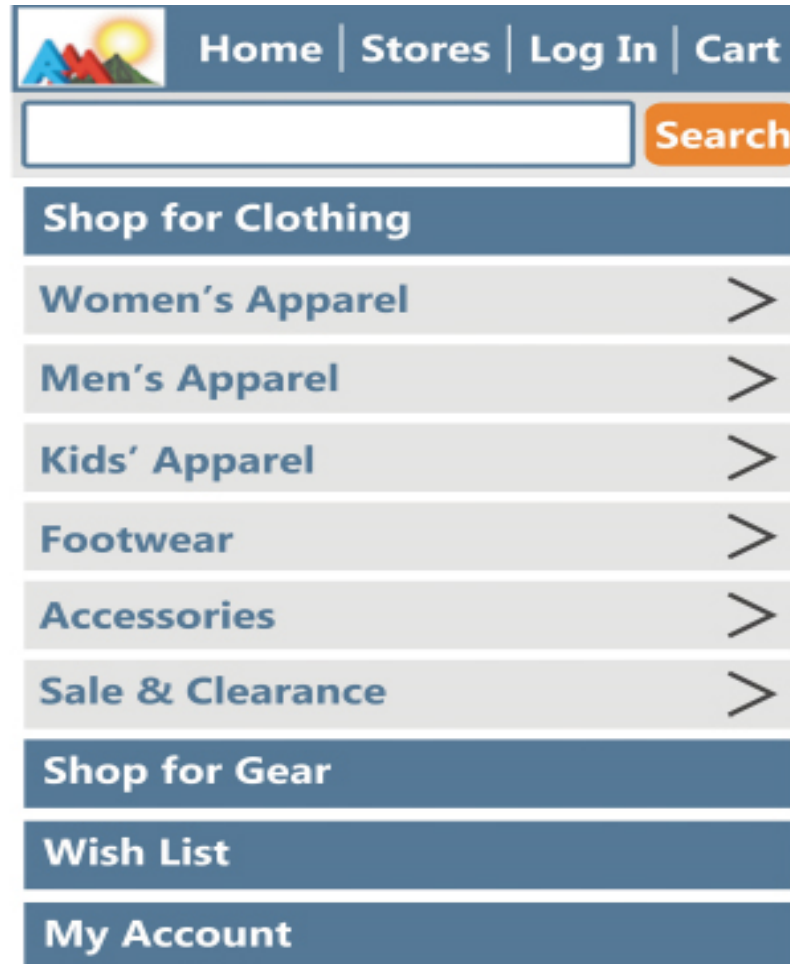 Home | Stores | Log In | Cart
Search
Shop for Clothing
Women's Apparel >
Men's Apparel >
Kids' Apparel >
Footwear >
Accessories >
Sale & Clearance >
Shop for Gear
Wish List
My Account